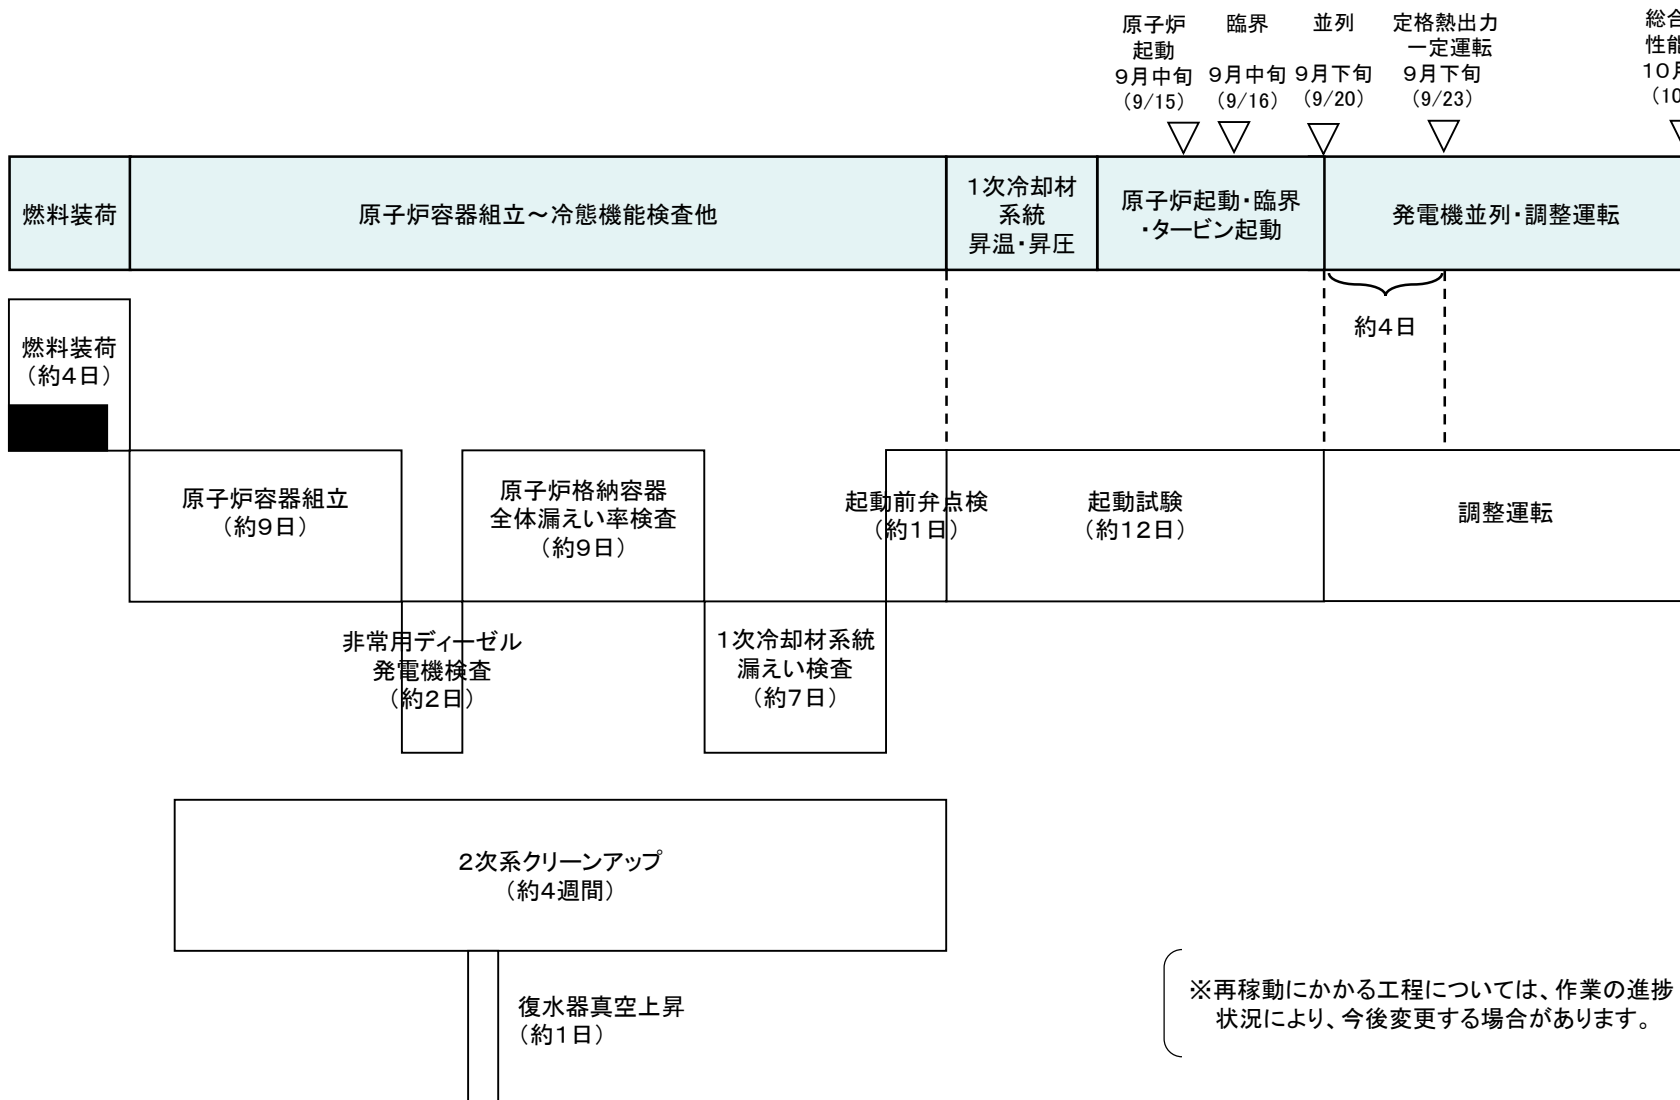 原子炉
起動
9月中旬
（9/15）
臨界
9月中旬
（9/16）
並列
9月下旬
（9/20）
定格熱出力
一定運転
9月下旬
（9/23）
総合
性能
10月
（10
燃料装荷
原子炉容器組立～冷態機能検査他
1次冷却材
系統
昇温・昇圧
原子炉起動・臨界
・タービン起動
発電機並列・調整運転
約4日
燃料装荷
（約4日）
原子炉容器組立
（約9日）
原子炉格納容器
全体漏えい率検査
（約9日）
起動前弁点検
（約1日）
起動試験
（約12日）
調整運転
非常用ディーゼル
発電機検査
（約2日）
1次冷却材系統
漏えい検査
（約7日）
2次系クリーンアップ
（約4週間）
復水器真空上昇
（約1日）
※再稼動にかかる工程については、作業の進捗
状況により、今後変更する場合があります。